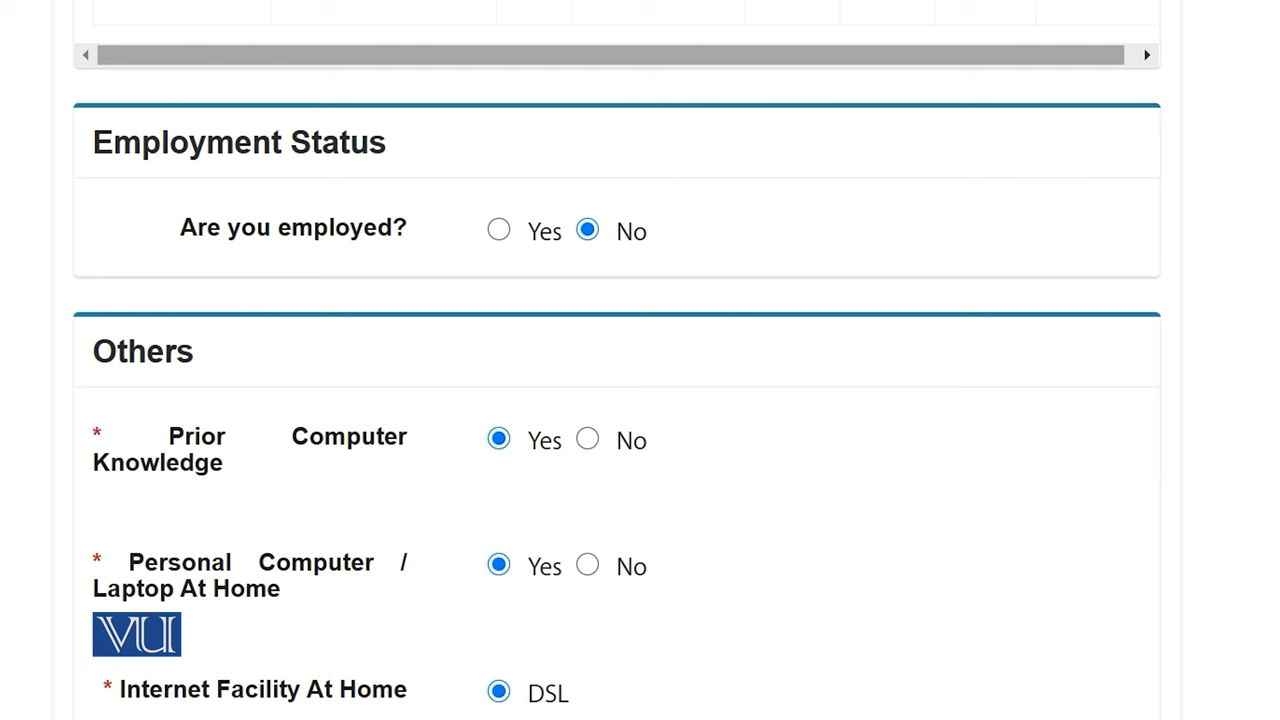 Employment Status
Are you employed?
Yes No
Others
* Prior Computer
Knowledge
Yes No
* Personal Computer /
Laptop At Home
Yes No
VU
* Internet Facility At Home
DSL